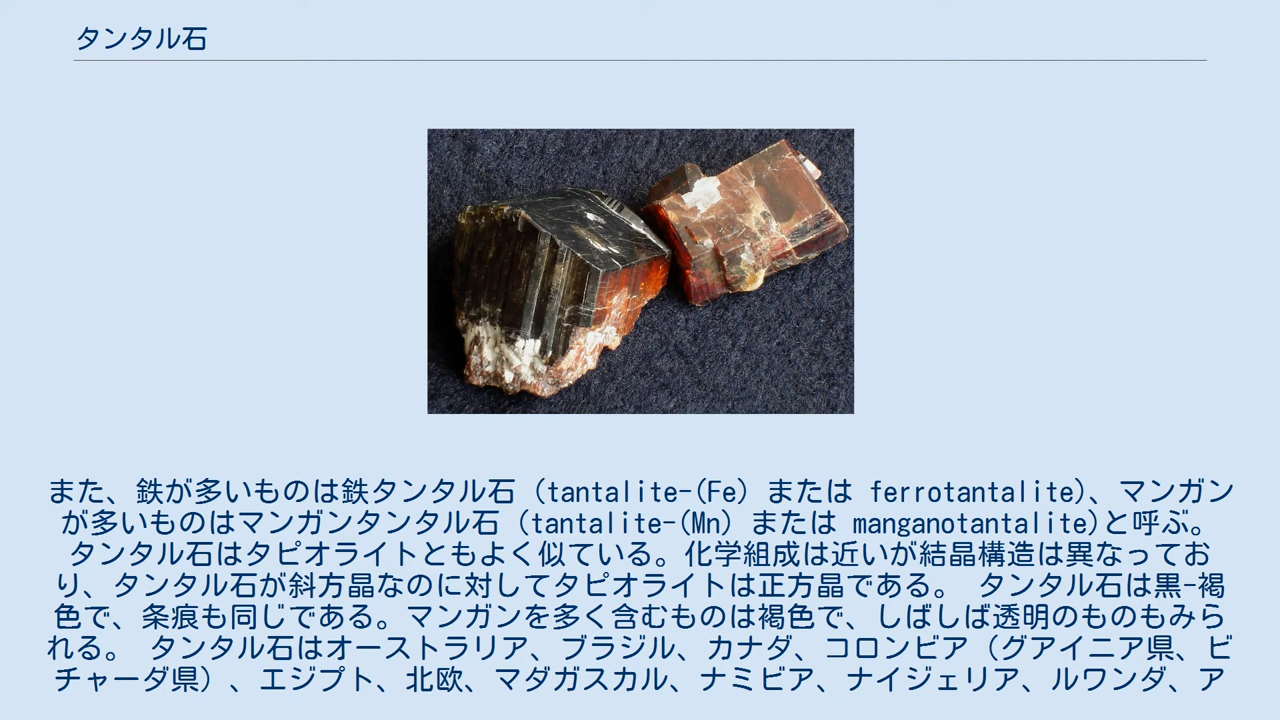 タンタル石
また、鉄が多いものは鉄タンタル石 (tantalite-(Fe) または ferrotantalite)、マンガン
が多いものはマンガンタンタル石 (tantalite-(Mn) または manganotantalite)と呼ぶ。
タンタル石はタピオライトともよく似ている。化学組成は近いが結晶構造は異なってお
り、タンタル石が斜方晶なのに対してタピオライトは正方晶である。 タンタル石は黒-褐
色で、条痕も同じである。マンガンを多く含むものは褐色で、しばしば透明のものもみら
れる。 タンタル石はオーストラリア、ブラジル、カナダ、コロンビア（グアイニア県、ビ
チャーダ県）、エジプト、北欧、マダガスカル、ナミビア、ナイジェリア、ルワンダ、ア